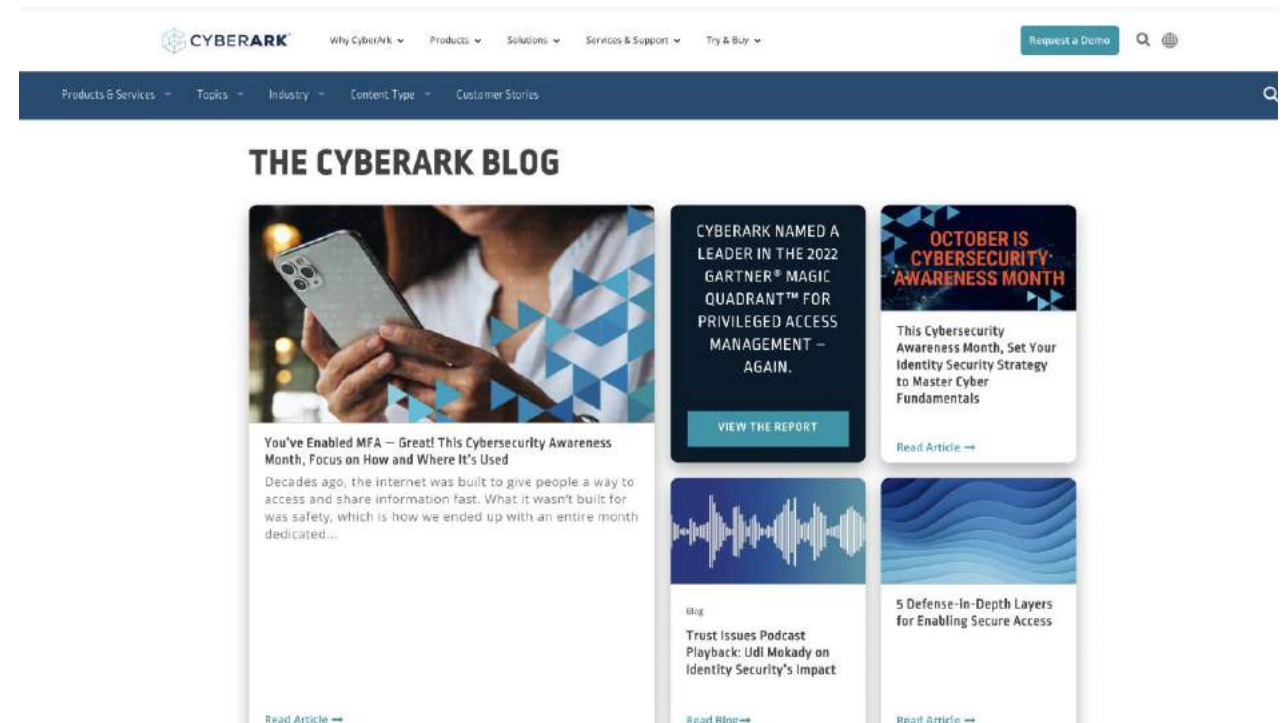 CYBERARK
Why CyberArk
Products
Solutions
Services & Support
Try & Buy
Request a Demo
Products & Services
Topics
Industry
Content Type
Customer Stories
THE CYBERARK BLOG
You've Enabled MFA — Great! This Cybersecurity Awareness
Month, Focus on How and Where It's Used
Decades ago, the internet was built to give people a way to
access and share information fast. What it wasn't built for
was safety, which is how we ended up with an entire month
dedicated...
Read Article →
CYBERARK NAMED A
LEADER IN THE 2022
GARTNER® MAGIC
QUADRANT™ FOR
PRIVILEGED ACCESS
MANAGEMENT –
AGAIN.
VIEW THE REPORT
OCTOBER IS
CYBERSECURITY
AWARENESS MONTH
This Cybersecurity
Awareness Month, Set Your
Identity Security Strategy
to Master Cyber
Fundamentals
Read Article →
Blog
Trust Issues Podcast
Playback: Udi Mokady on
Identity Security's Impact
Read Blog→
5 Defense-in-Depth Layers
for Enabling Secure Access
Read Article →